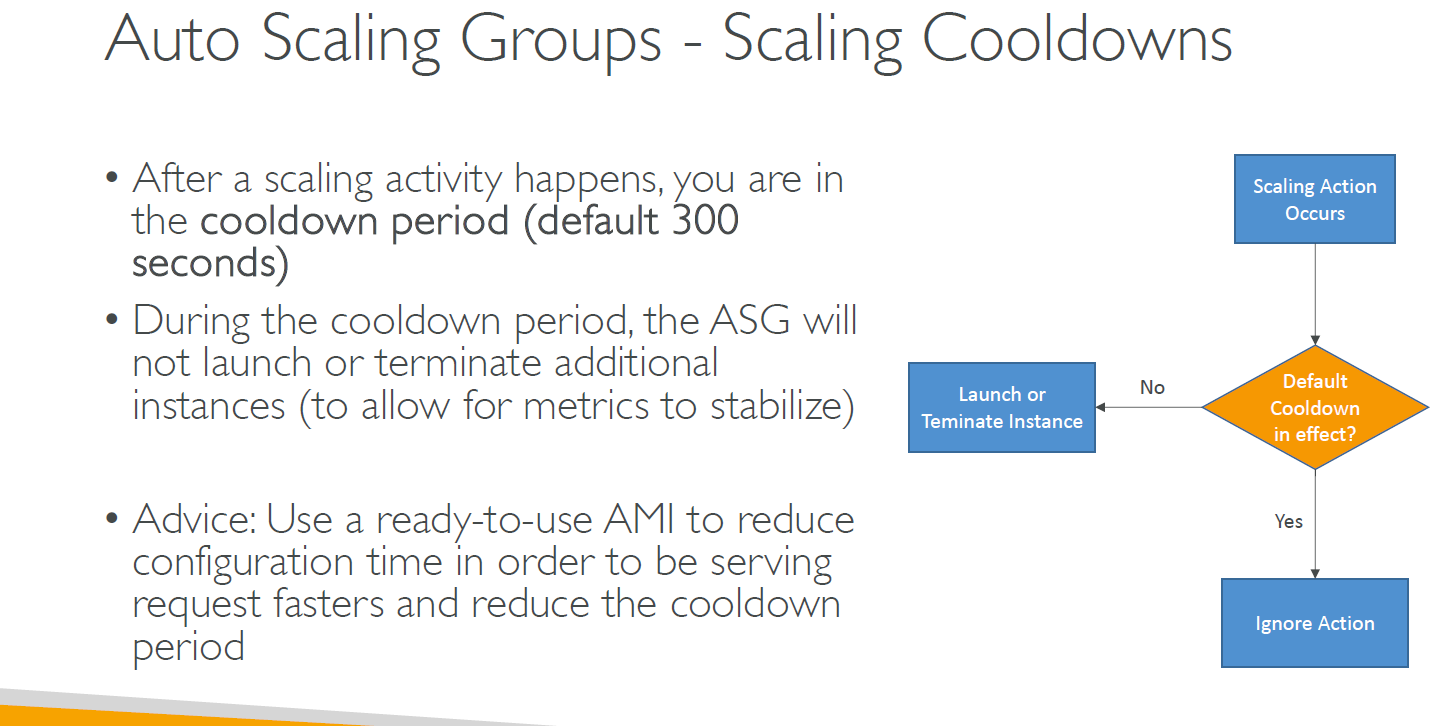 Auto Scaling Groups - Scaling Cooldowns
• After a scaling activity happens, you are in
the cooldown period (default 300
seconds)
• During the cooldown period, the ASG will
not launch or terminate additional
instances (to allow for metrics to stabilize)
• Advice: Use a ready-to-use AMI to reduce
configuration time in order to be serving
request fasters and reduce the cooldown
period
Scaling Action
Occurs
Default
Cooldown
in effect?
No
Launch or
Teminate Instance
Yes
Ignore Action